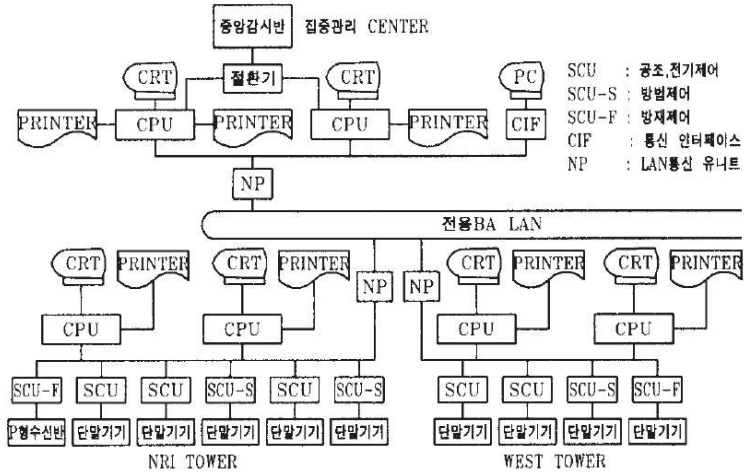 중앙감시반 집중관리 CENTER
CRT 절환기 CRT PC
PRINTER CPU PRINTER CPU PRINTER CIF
SCU : 공조,전기제어
SCU-S : 방범제어
SCU-F : 방재제어
CIF : 통신 인터페이스
NP : LAN통신 유니트
NP
전용BA LAN
CRT PRINTER CRT PRINTER NP NP CRT PRINTER CRT PRINTER
CPU CPU CPU CPU
SCU-F SCU SCU SCU-S SCU SCU-S SCU SCU SCU-S SCU-F
P형수신반 단말기기 단말기기 단말기기 단말기기 단말기기 단말기기 단말기기 단말기기 단말기기
NRI TOWER WEST TOWER